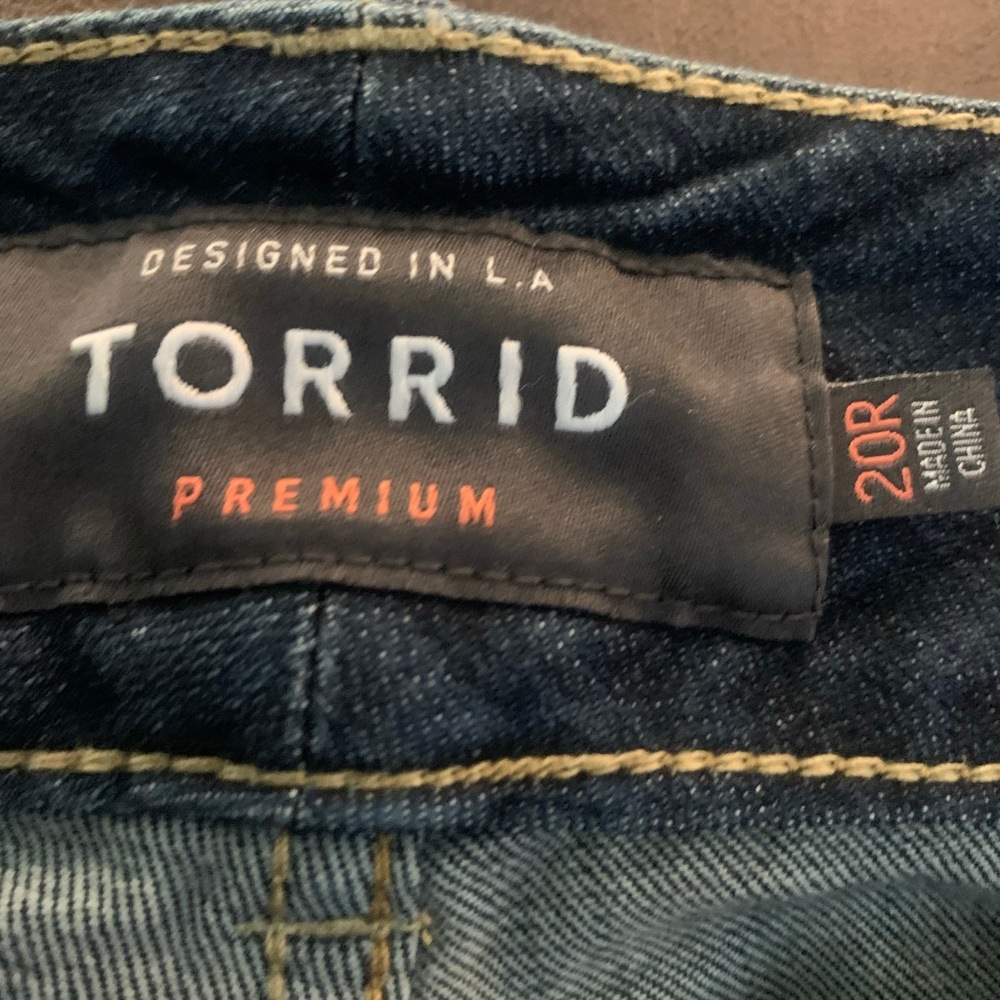 DESIGNED IN L.A
TORRID
PREMIUM
20R
MADE IN
CHINA